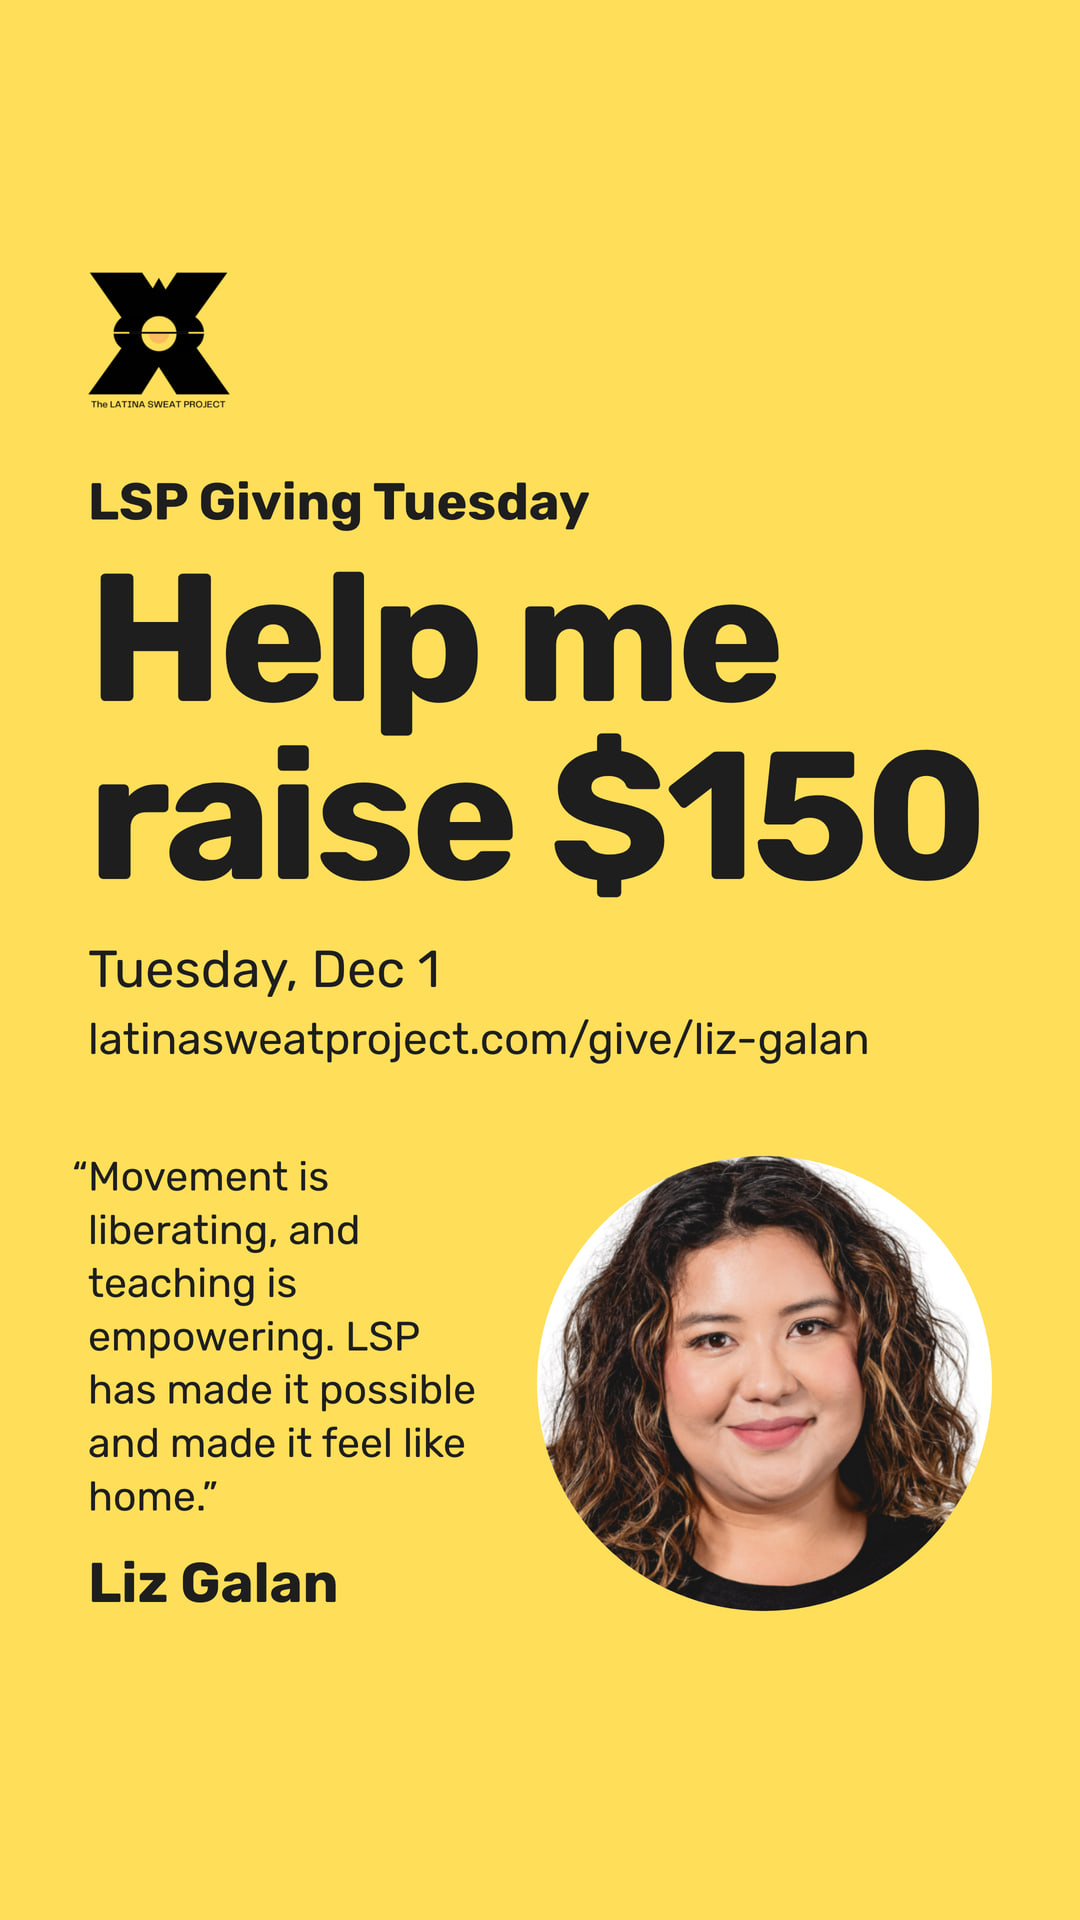 The LATINA SWEAT PROJECT
LSP Giving Tuesday
Help me
raise $150
Tuesday, Dec 1
latinasweatproject.com/give/liz-galan
“Movement is
liberating, and
teaching is
empowering. LSP
has made it possible
and made it feel like
home.”
Liz Galan